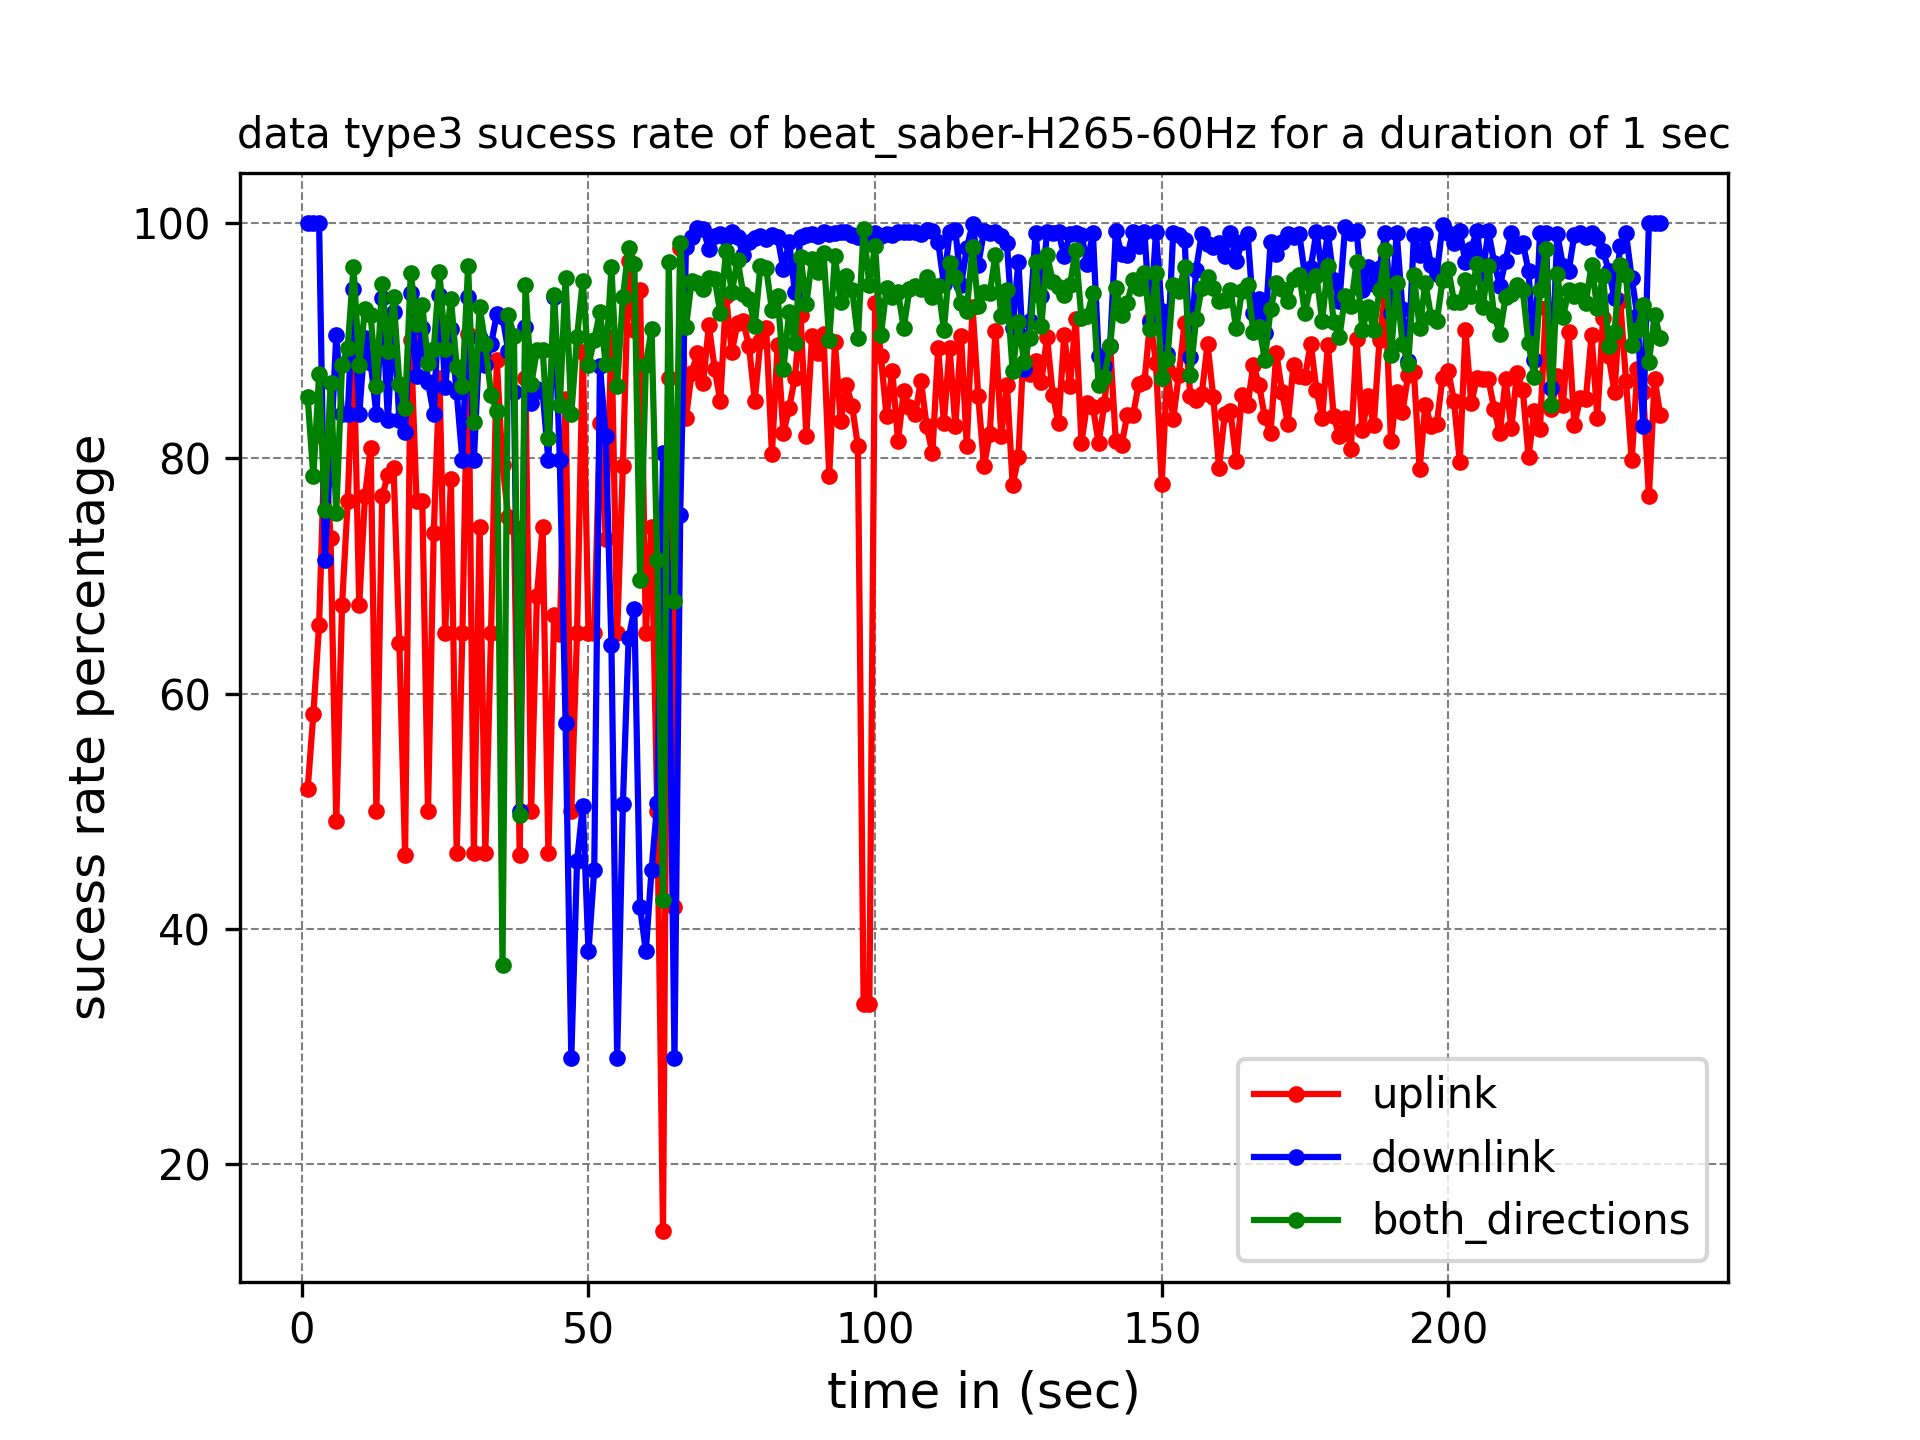 data type3 sucess rate of beat_saber-H265-60Hz for a duration of 1 sec
sucess rate percentage
100
80
60
40
20
0 50 100 150 200
time in (sec)
uplink
downlink
both_directions